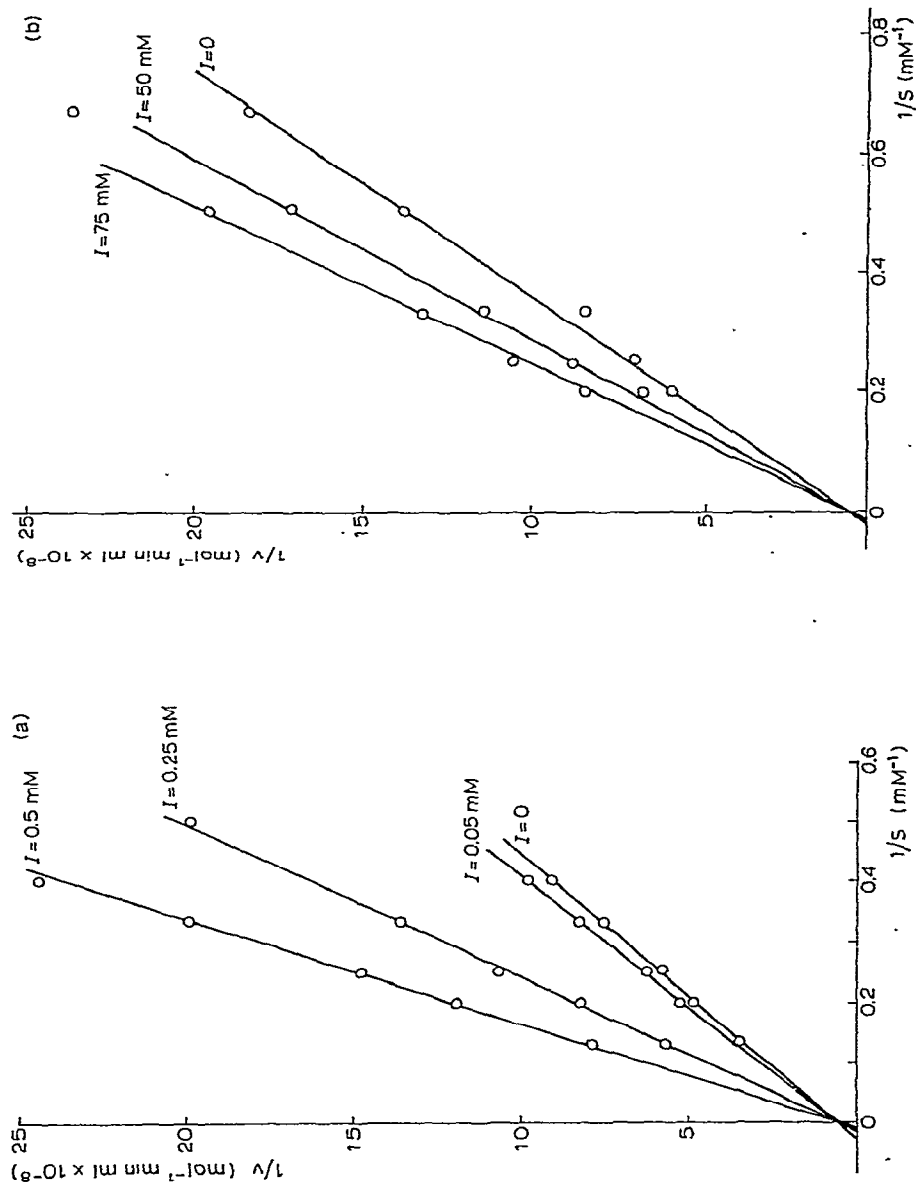 (a)
1/v (mol⁻¹ min ml × 10⁻⁸)
25
20
15
10
5
I=0.5 mM
I=0.25 mM
I=0.05 mM
I=0
0
0.2
0.4
0.6
1/s (mM⁻¹)
(b)
1/v (mol⁻¹ min ml × 10⁻⁸)
25
20
15
10
5
I=75 mM
I=50 mM
I=0
0
0.2
0.4
0.6
0.8
1/s (mM⁻¹)